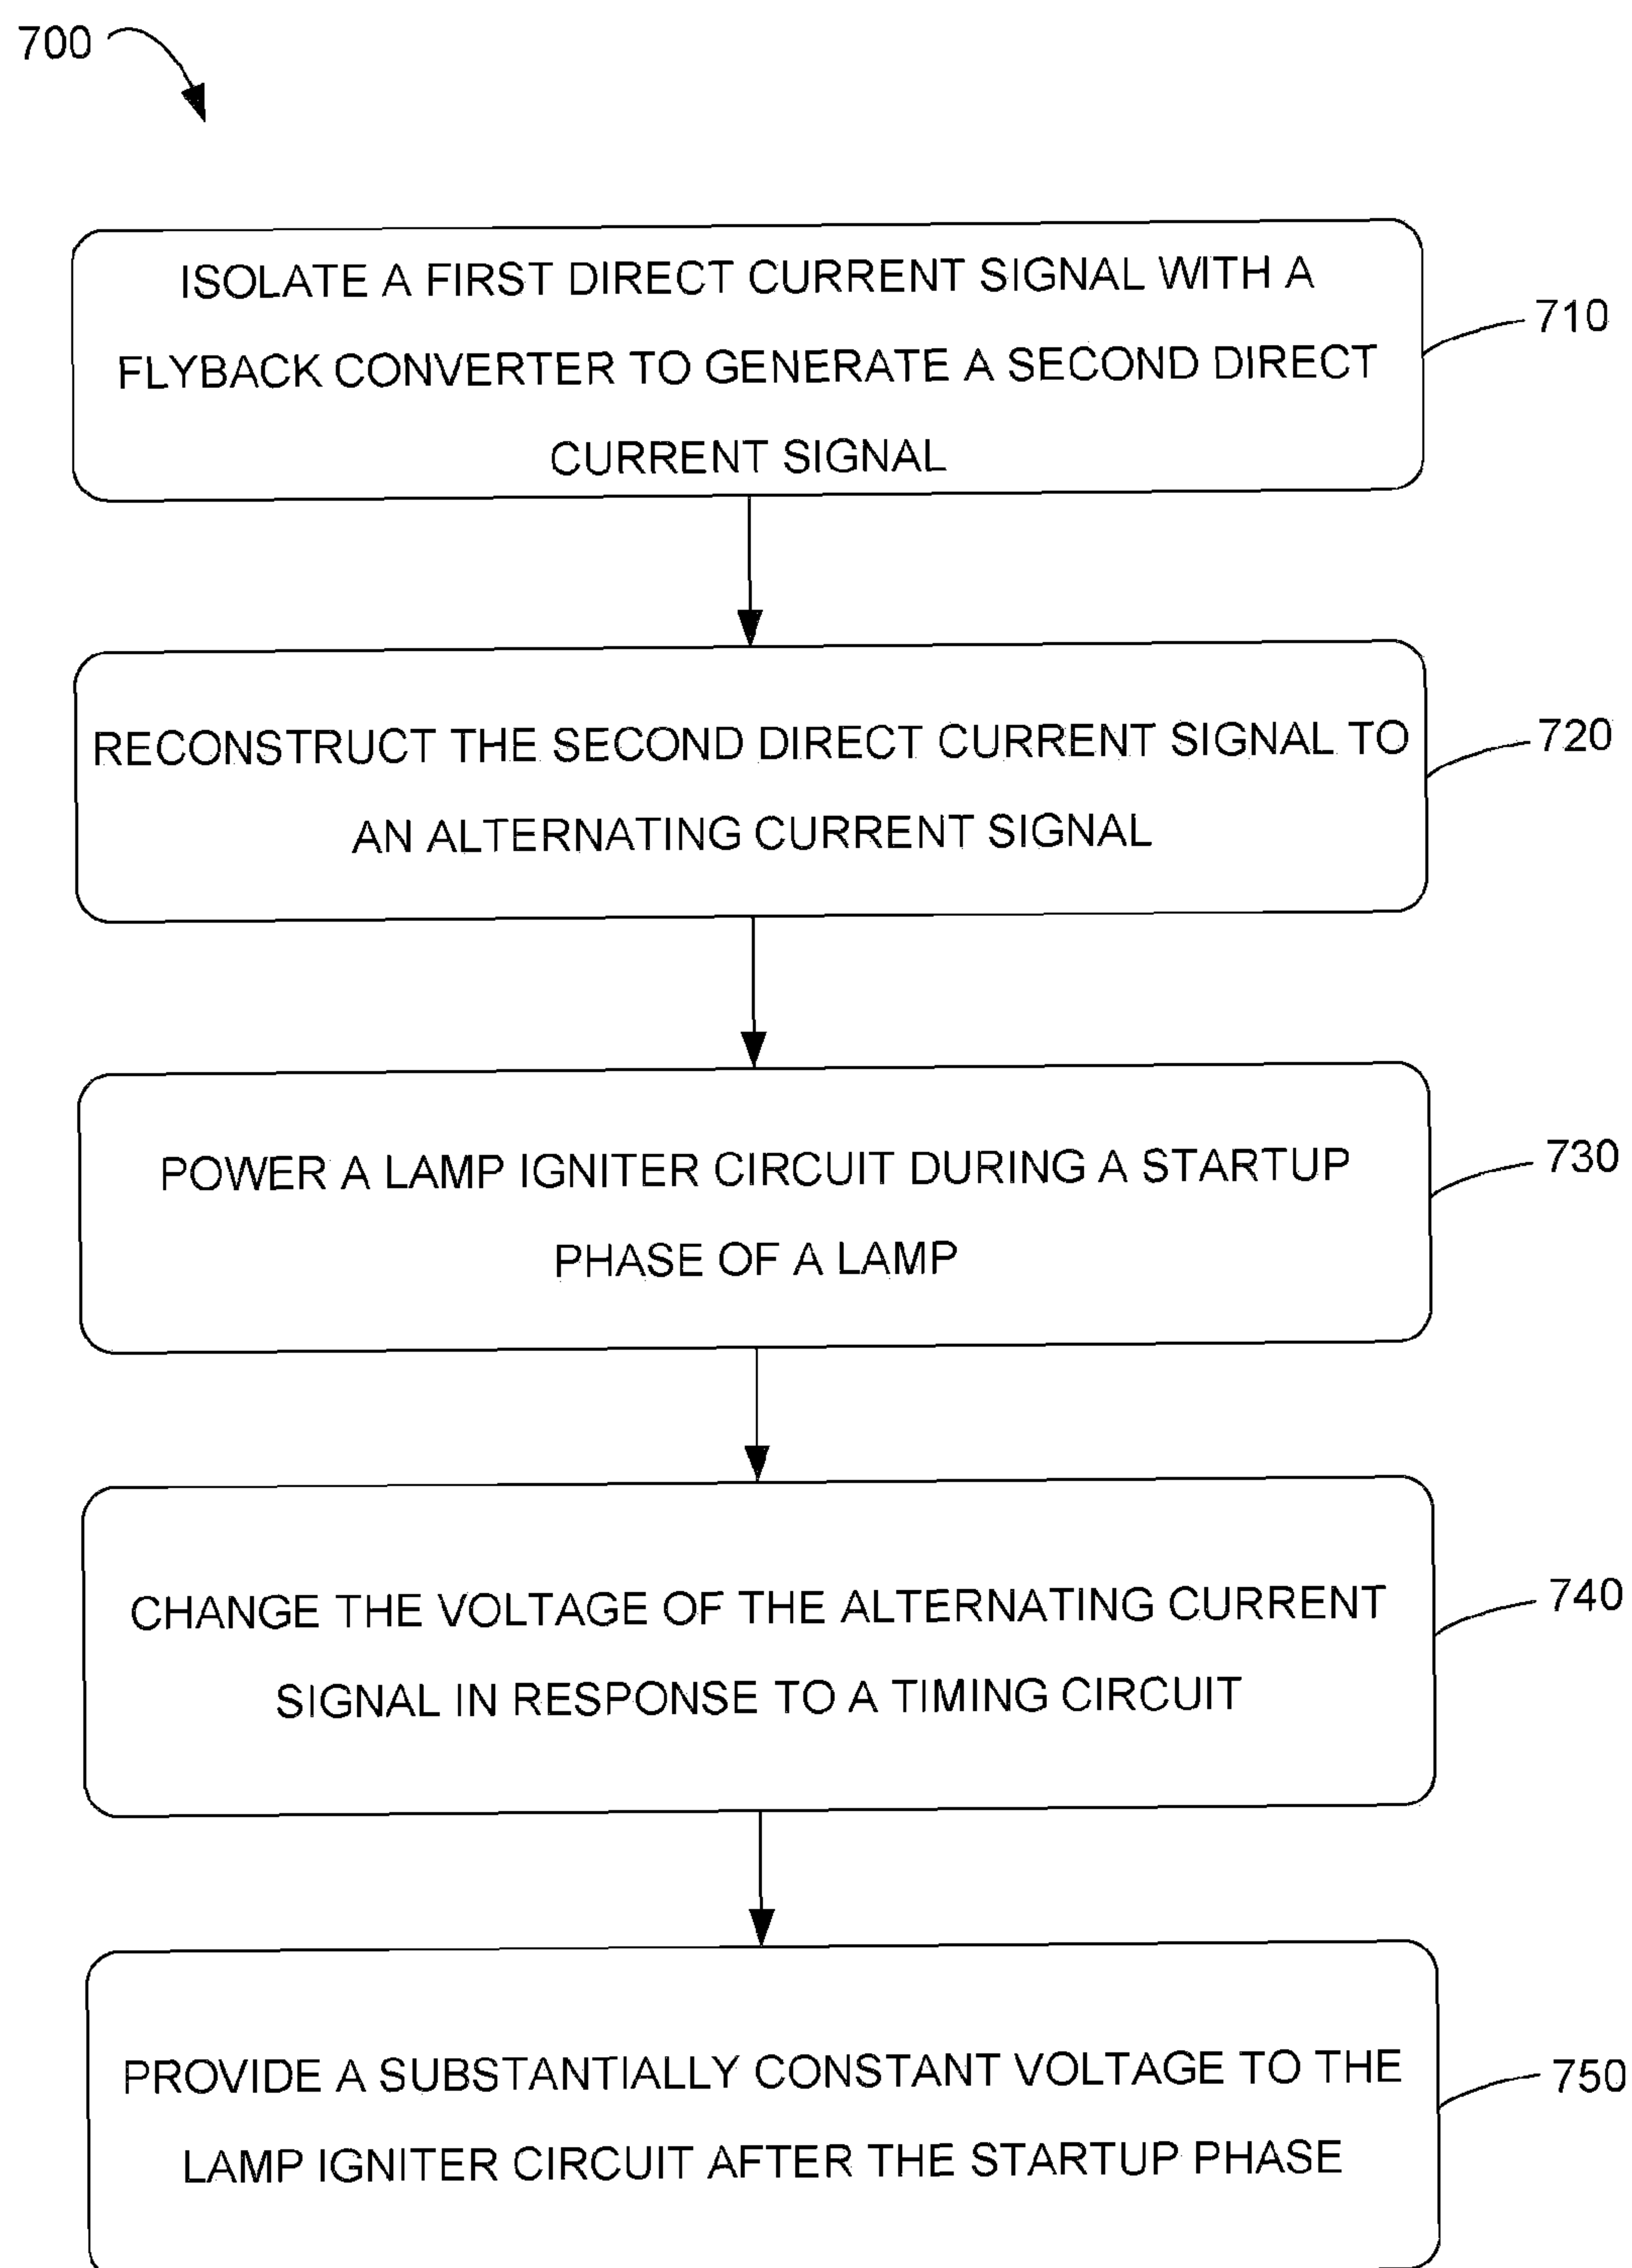 700
ISOLATE A FIRST DIRECT CURRENT SIGNAL WITH A
FLYBACK CONVERTER TO GENERATE A SECOND DIRECT
CURRENT SIGNAL
710
RECONSTRUCT THE SECOND DIRECT CURRENT SIGNAL TO
AN ALTERNATING CURRENT SIGNAL
720
POWER A LAMP IGNITER CIRCUIT DURING A STARTUP
PHASE OF A LAMP
730
CHANGE THE VOLTAGE OF THE ALTERNATING CURRENT
SIGNAL IN RESPONSE TO A TIMING CIRCUIT
740
PROVIDE A SUBSTANTIALLY CONSTANT VOLTAGE TO THE
LAMP IGNITER CIRCUIT AFTER THE STARTUP PHASE
750